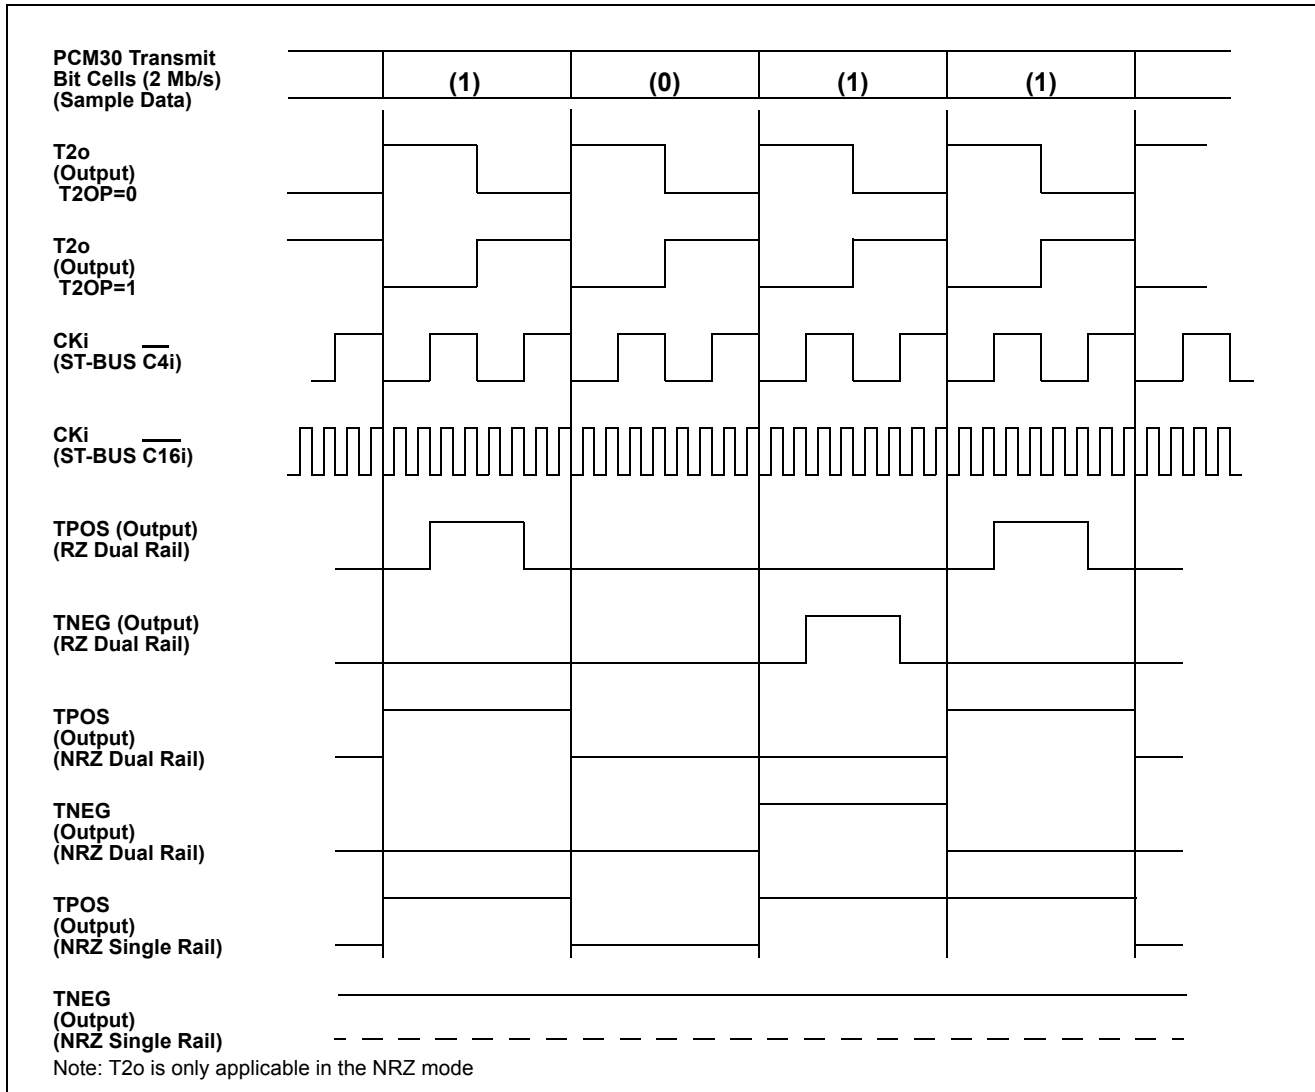 PCM30 Transmit
Bit Cells (2 Mb/s)
(Sample Data)
(1)
(0)
(1)
(1)
T2o
(Output)
T2OP=0
T2o
(Output)
T2OP=1
CKi
(ST-BUS C4i)
CKi
(ST-BUS C16i)
TPOS (Output)
(RZ Dual Rail)
TNEG (Output)
(RZ Dual Rail)
TPOS
(Output)
(NRZ Dual Rail)
TNEG
(Output)
(NRZ Dual Rail)
TPOS
(Output)
(NRZ Single Rail)
TNEG
(Output)
(NRZ Single Rail)
Note: T2o is only applicable in the NRZ mode